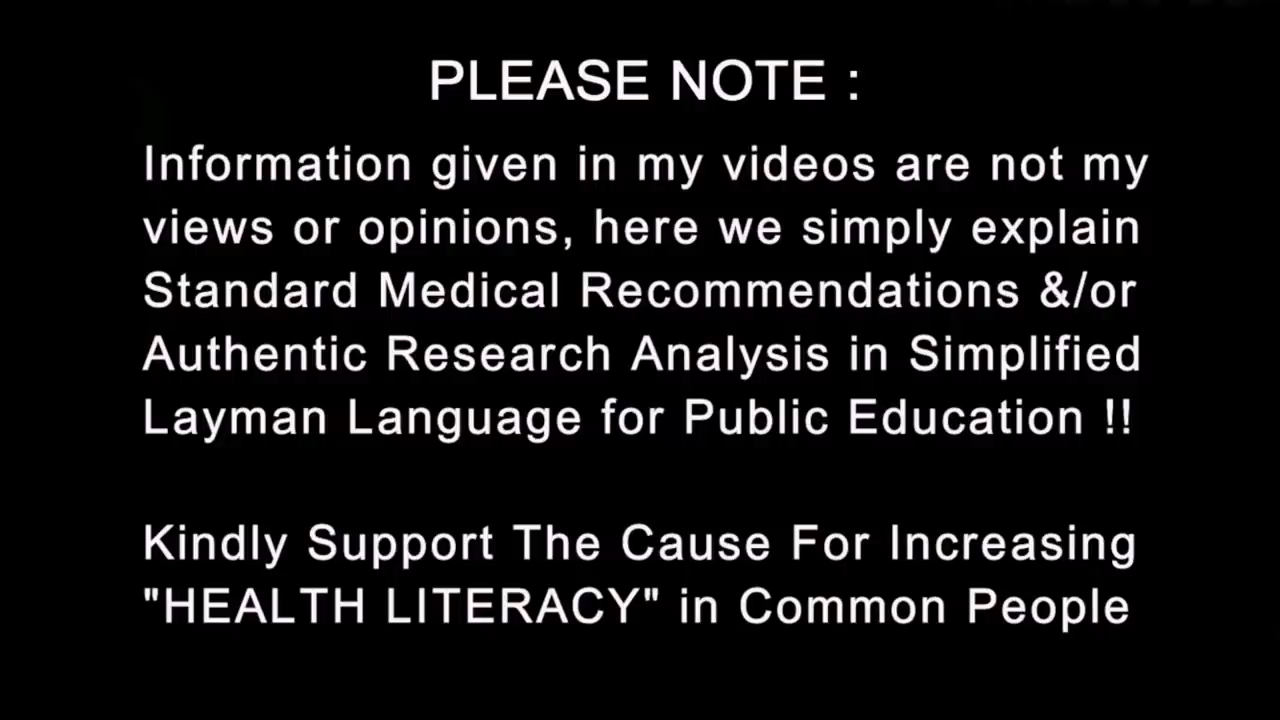 PLEASE NOTE :
Information given in my videos are not my
views or opinions, here we simply explain
Standard Medical Recommendations &/or
Authentic Research Analysis in Simplified
Layman Language for Public Education !!
Kindly Support The Cause For Increasing
"HEALTH LITERACY" in Common People